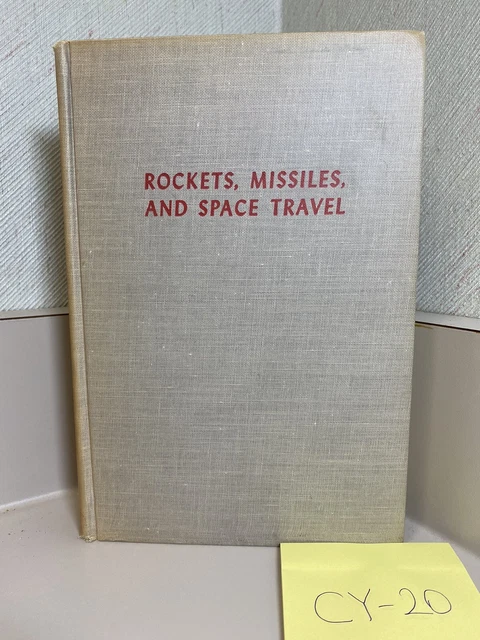 ROCKETS, MISSILES,
AND SPACE TRAVEL
CY-20